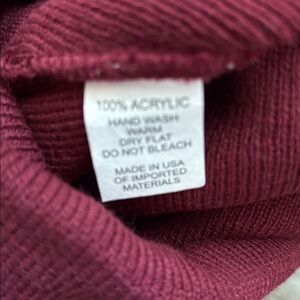 100% ACRYLIC
HAND WASH
WARM
DRY FLAT
DO NOT BLEACH
MADE IN USA
OF IMPORTED
MATERIALS